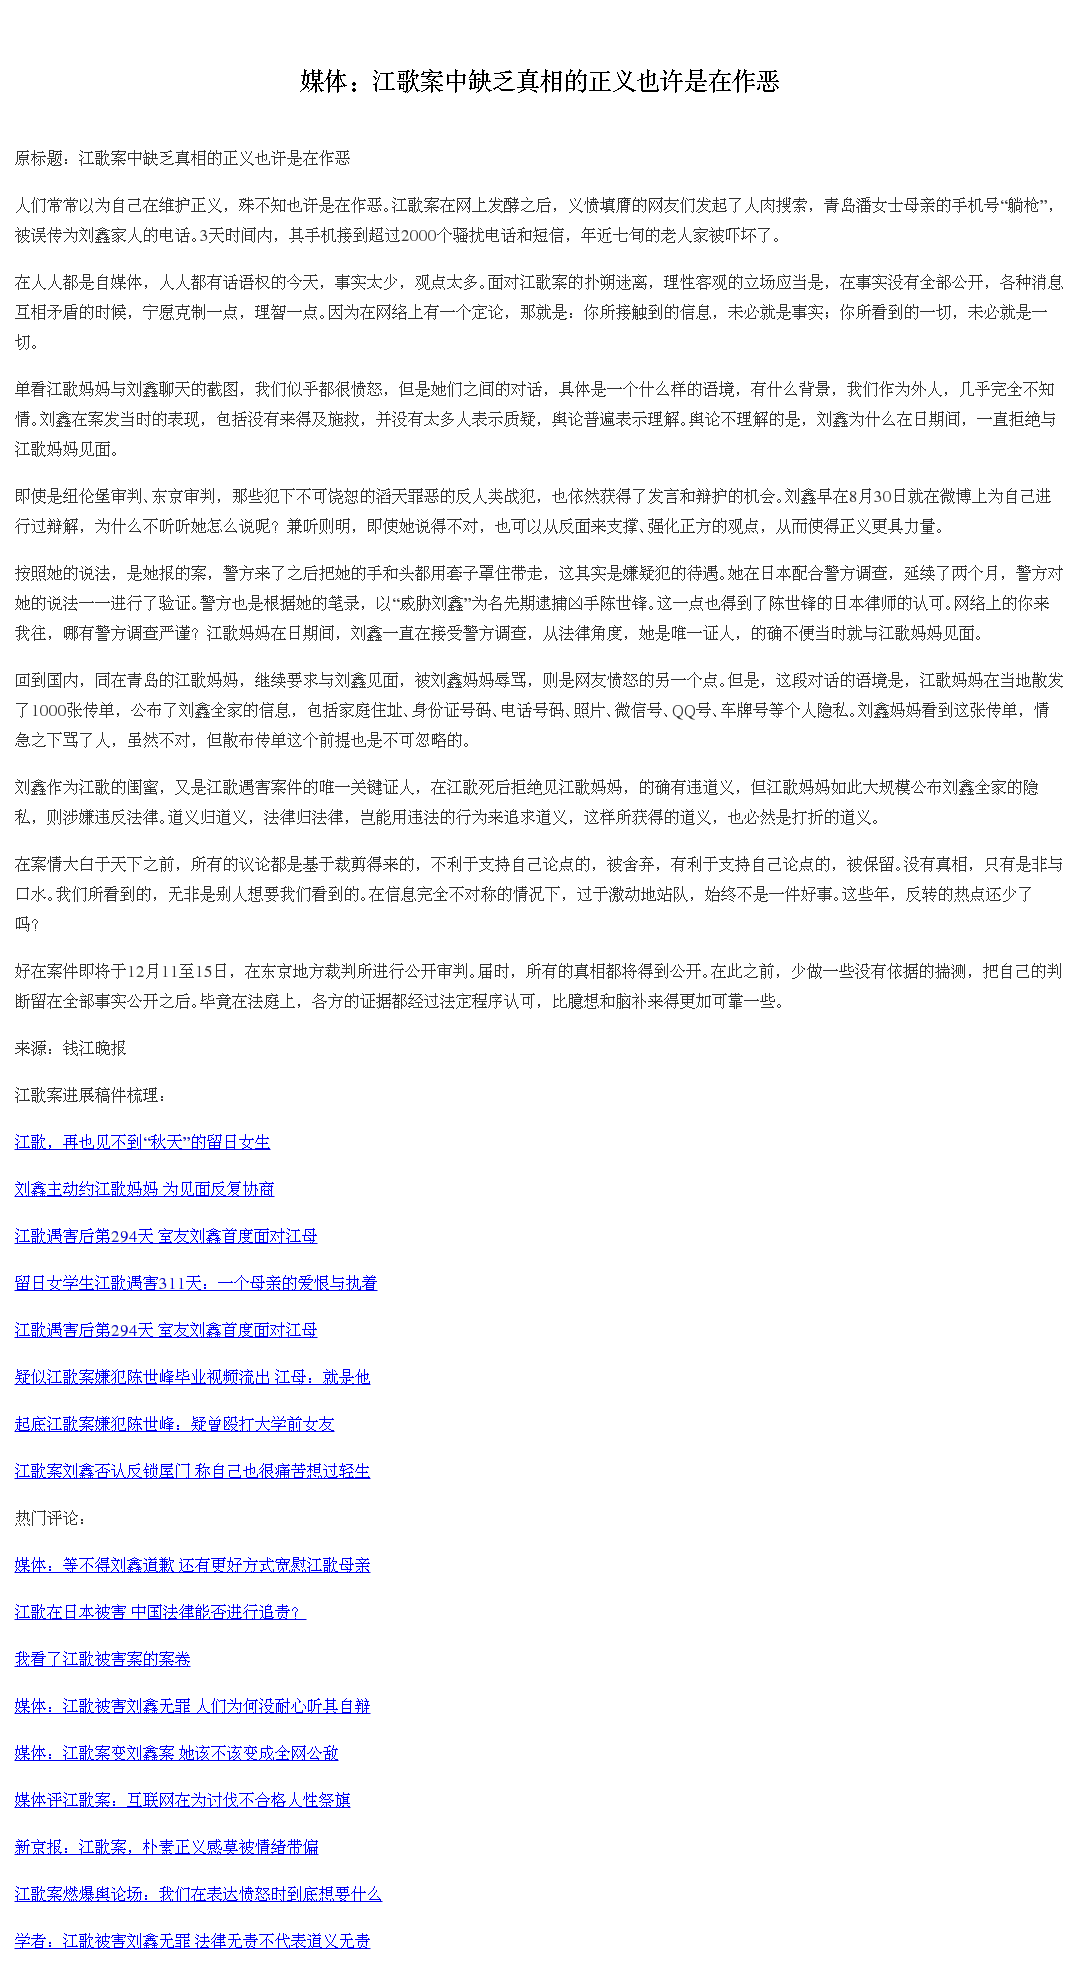 媒体：江歌案中缺乏真相的正义也许是在作恶
原标题：江歌案中缺乏真相的正义也许是在作恶
人们常常以为自己在维护正义，殊不知也许是在作恶。江歌案在网上发酵之后，义愤填膺的网友们发起了人肉搜索，青岛潘女士母亲的手机号“躺枪”，
被误传为刘鑫家人的电话。3天时间内，其手机接到超过2000个骚扰电话和短信，年近七旬的老人家被吓坏了。
在人人都是自媒体，人人都有话语权的今天，事实太少，观点太多。面对江歌案的扑朔迷离，理性客观的立场应当是，在事实没有全部公开，各种消息
互相矛盾的时候，宁愿克制一点，理智一点。因为在网络上有一个定论，那就是：你所接触到的信息，未必就是事实；你所看到的一切，未必就是一
切。
单看江歌妈妈与刘鑫聊天的截图，我们似乎都很愤怒，但是她们之间的对话，具体是一个什么样的语境，有什么背景，我们作为外人，几乎完全不知
情。刘鑫在案发当时的表现，包括没有来得及施救，并没有太多人表示质疑，舆论普遍表示理解。舆论不理解的是，刘鑫为什么在日期间，一直拒绝与
江歌妈妈见面。
即使是纽伦堡审判、东京审判，那些犯下不可饶恕的滔天罪恶的反人类战犯，也依然获得了发言和辩护的机会。刘鑫早在8月30日就在微博上为自己进
行过辩解，为什么不听听她怎么说呢？兼听则明，即使她说得不对，也可以从反面来支撑、强化正方的观点，从而使得正义更具力量。
按照她的说法，是她报的案，警方来了之后把她的手和头都用套子罩住带走，这其实是嫌疑犯的待遇。她在日本配合警方调查，延续了两个月，警方对
她的说法一一进行了验证。警方也是根据她的笔录，以“威胁刘鑫”为名先期逮捕凶手陈世锋。这一点也得到了陈世锋的日本律师的认可。网络上的你来
我往，哪有警方调查严谨？江歌妈妈在日期间，刘鑫一直在接受警方调查，从法律角度，她是唯一证人，的确不便当时就与江歌妈妈见面。
回到国内，同在青岛的江歌妈妈，继续要求与刘鑫见面，被刘鑫妈妈辱骂，则是网友愤怒的另一个点。但是，这段对话的语境是，江歌妈妈在当地散发
了1000张传单，公布了刘鑫全家的信息，包括家庭住址、身份证号码、电话号码、照片、微信号、QQ号、车牌号等个人隐私。刘鑫妈妈看到这张传单，情
急之下骂了人，虽然不对，但散布传单这个前提也是不可忽略的。
刘鑫作为江歌的闺蜜，又是江歌遇害案件的唯一关键证人，在江歌死后拒绝见江歌妈妈，的确有违道义，但江歌妈妈如此大规模公布刘鑫全家的隐
私，则涉嫌违反法律。道义归道义，法律归法律，岂能用违法的行为来追求道义，这样所获得的道义，也必然是打折的道义。
在案情大白于天下之前，所有的议论都是基于裁剪得来的，不利于支持自己论点的，被舍弃，有利于支持自己论点的，被保留。没有真相，只有是非与
口水。我们所看到的，无非是别人想要我们看到的。在信息完全不对称的情况下，过于激动地站队，始终不是一件好事。这些年，反转的热点还少了
吗？
好在案件即将于12月11至15日，在东京地方裁判所进行公开审判。届时，所有的真相都将得到公开。在此之前，少做一些没有依据的揣测，把自己的判
断留在全部事实公开之后。毕竟在法庭上，各方的证据都经过法定程序认可，比臆想和脑补来得更加可靠一些。
来源：钱江晚报
江歌案进展稿件梳理：
江歌，再也见不到“秋天”的留日女生
刘鑫主动约江歌妈妈 为见面反复协商
江歌遇害后第294天 室友刘鑫首度面对江母
留日女学生江歌遇害311天：一个母亲的爱恨与执着
江歌遇害后第294天 室友刘鑫首度面对江母
疑似江歌案嫌犯陈世峰毕业视频流出 江母：就是他
起底江歌案嫌犯陈世峰：疑曾殴打大学前女友
江歌案刘鑫否认反锁屋门 称自己也很痛苦想过轻生
热门评论：
媒体：等不得刘鑫道歉 还有更好方式宽慰江歌母亲
江歌在日本被害 中国法律能否进行追责？
我看了江歌被害案的案卷
媒体：江歌被害刘鑫无罪 人们为何没耐心听其自辩
媒体：江歌案变刘鑫案 她该不该变成全网公敌
媒体评江歌案：互联网在为讨伐不合格人性祭旗
新京报：江歌案，朴素正义感莫被情绪带偏
江歌案燃爆舆论场：我们在表达愤怒时到底想要什么
学者：江歌被害刘鑫无罪 法律无责不代表道义无责